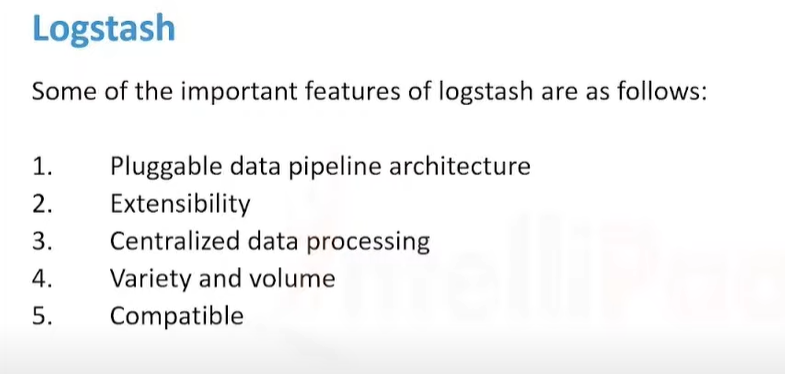 Logstash
Some of the important features of logstash are as follows:
1. Pluggable data pipeline architecture
2. Extensibility
3. Centralized data processing
4. Variety and volume
5. Compatible